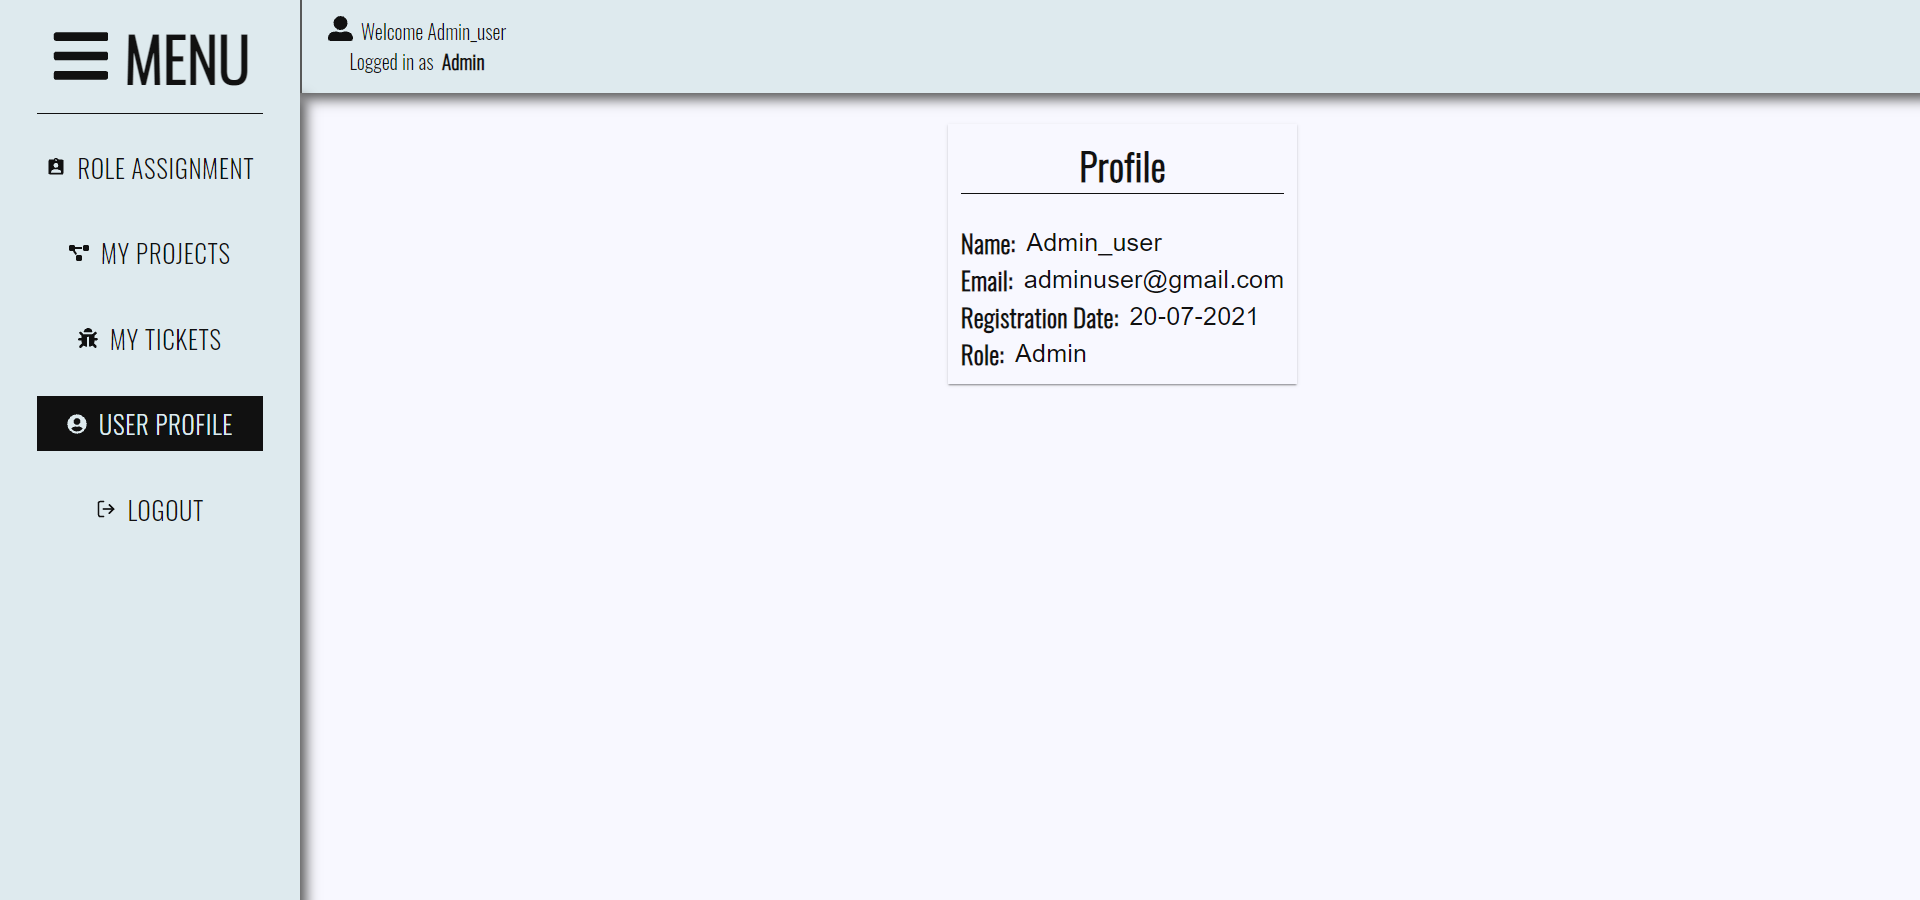 MENU
ROLE ASSIGNMENT
MY PROJECTS
MY TICKETS
USER PROFILE
LOGOUT
Welcome Admin_user
Logged in as Admin
Profile
Name: Admin_user
Email: adminuser@gmail.com
Registration Date: 20-07-2021
Role: Admin